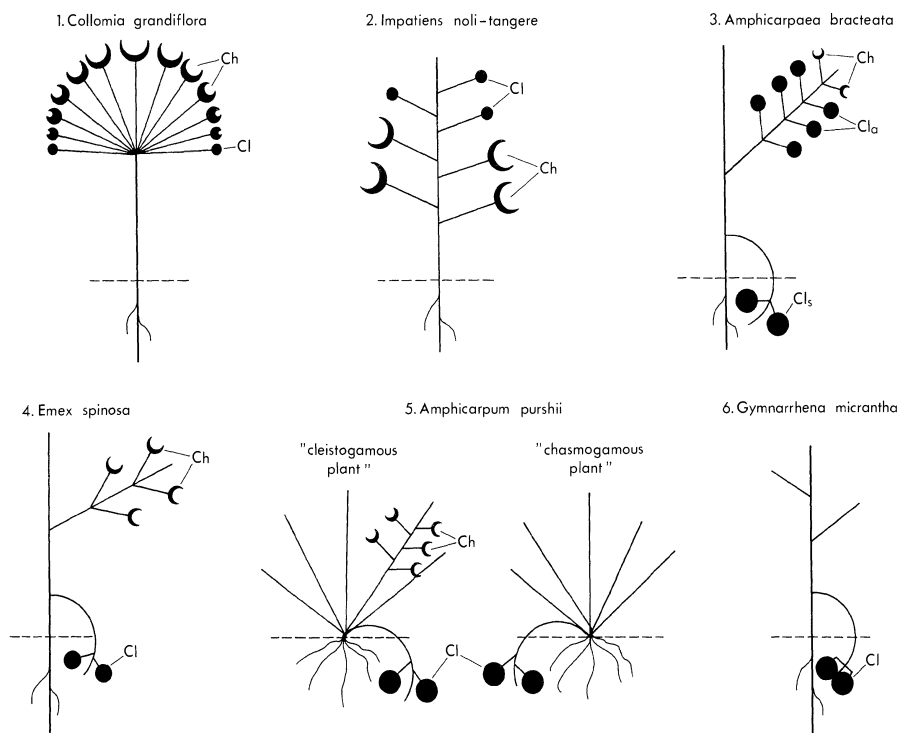 1. Collomia grandiflora
Ch
Cl
2. Impatiens noli-tangere
Cl
Ch
3. Amphicarpaea bracteata
Ch
Cla
Cls
4. Emex spinosa
Ch
Cl
5. Amphicarpum purshii
"cleistogamous
plant"
"chasmogamous
plant"
Ch
Cl
6. Gymnarrhena micrantha
Cl